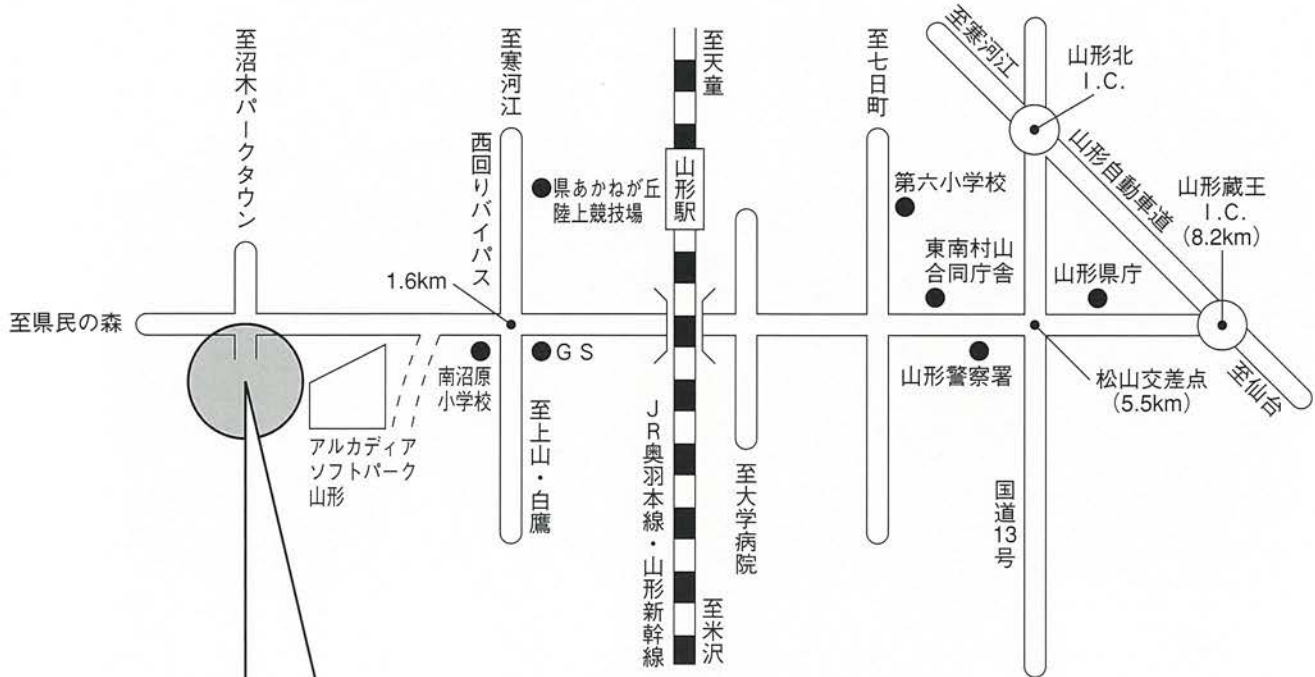 至沼木パークタウン
至寒河江
西回りバイパス
県あかねが丘
陸上競技場
至天童
山形駅
至七日町
第六小学校
東南村山
合同庁舎
至寒河江
山形北
I.C.
山形自動車道
山形蔵王
I.C.
(8.2km)
山形県庁
1.6km
至県民の森
南沼原
小学校
GS
アルカディア
ソフトパーク
山形
至上山・白鷹
JR奥羽本線・山形新幹線
至米沢
至大学病院
山形警察署
松山交差点
(5.5km)
国道13号
至仙台